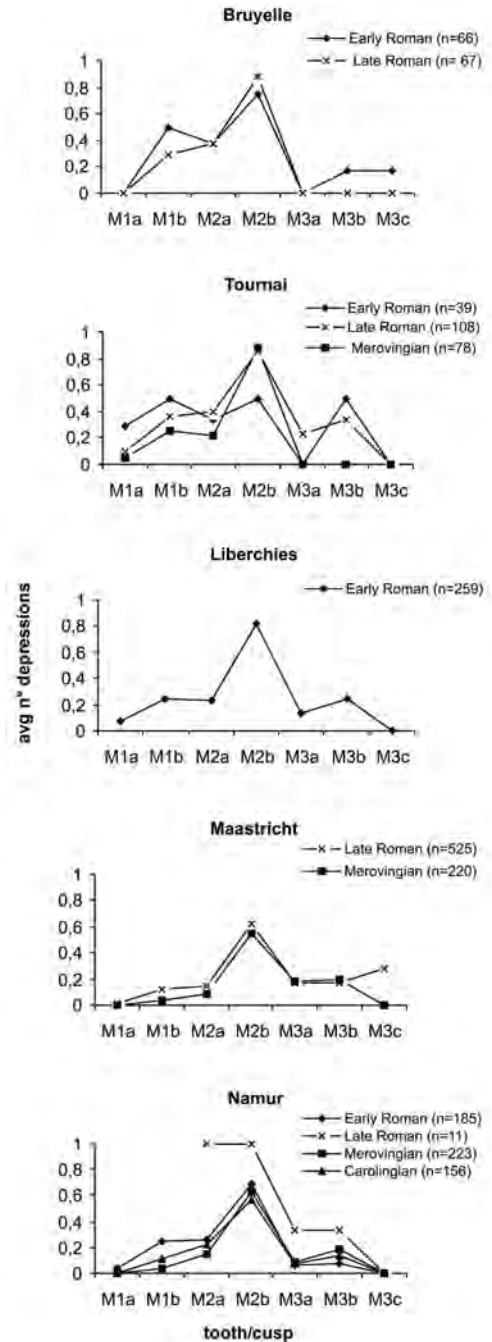 Bruyelle
Early Roman (n=66)
Late Roman (n= 67)
1
0,8
0,6
0,4
0,2
0
M1a M1b M2a M2b M3a M3b M3c
Tournai
Early Roman (n=39)
Late Roman (n=108)
Merovingian (n=78)
1
0,8
0,6
0,4
0,2
0
M1a M1b M2a M2b M3a M3b M3c
Liberchies
Early Roman (n=259)
1
0,8
0,6
0,4
0,2
0
M1a M1b M2a M2b M3a M3b M3c
avg n° depressions
Maastricht
Late Roman (n=525)
Merovingian (n=220)
1
0,8
0,6
0,4
0,2
0
M1a M1b M2a M2b M3a M3b M3c
Namur
Early Roman (n=185)
Late Roman (n=11)
Merovingian (n=223)
Carolingian (n=156)
1
0,8
0,6
0,4
0,2
0
M1a M1b M2a M2b M3a M3b M3c
tooth/cusp